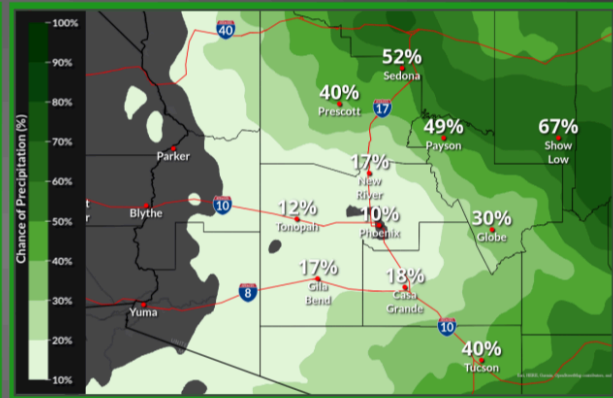 Chance of Precipitation (%)
100%
90%
80%
70%
60%
50%
40%
30%
20%
10%
40
52%
Sedona
40%
Prescott
17
49%
Payson
67%
Show
Low
Parker
17%
New
River
10
Blythe
12%
Tonopah
10%
Phoenix
30%
Globe
8
17%
Gila
Bend
18%
Casa
Grande
Yuma
10
40%
Tucson